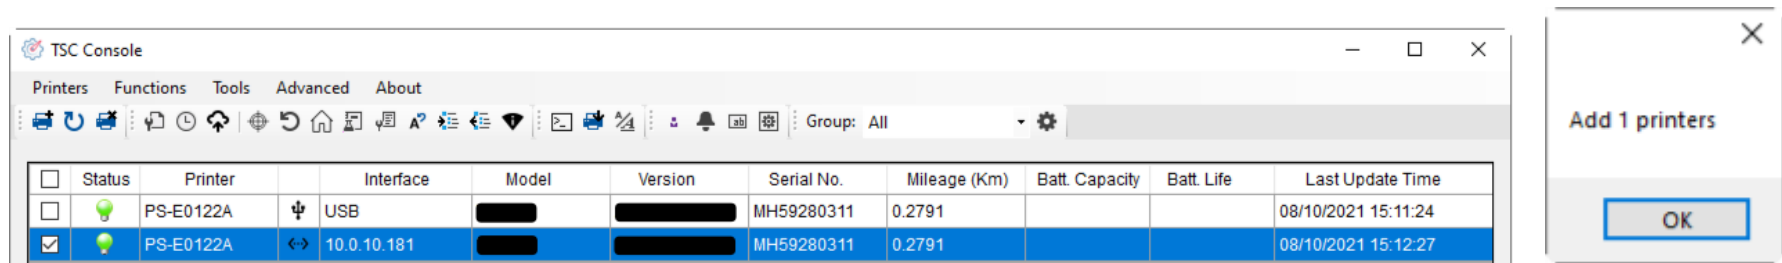 TSC Console
Printers Functions Tools Advanced About
Group: All
Status Printer Interface Model Version Serial No. Mileage (Km) Batt. Capacity Batt. Life Last Update Time
PS-E0122A USB MH59280311 0.2791 08/10/2021 15:11:24
PS-E0122A 10.0.10.181 MH59280311 0.2791 08/10/2021 15:12:27
Add 1 printers
OK